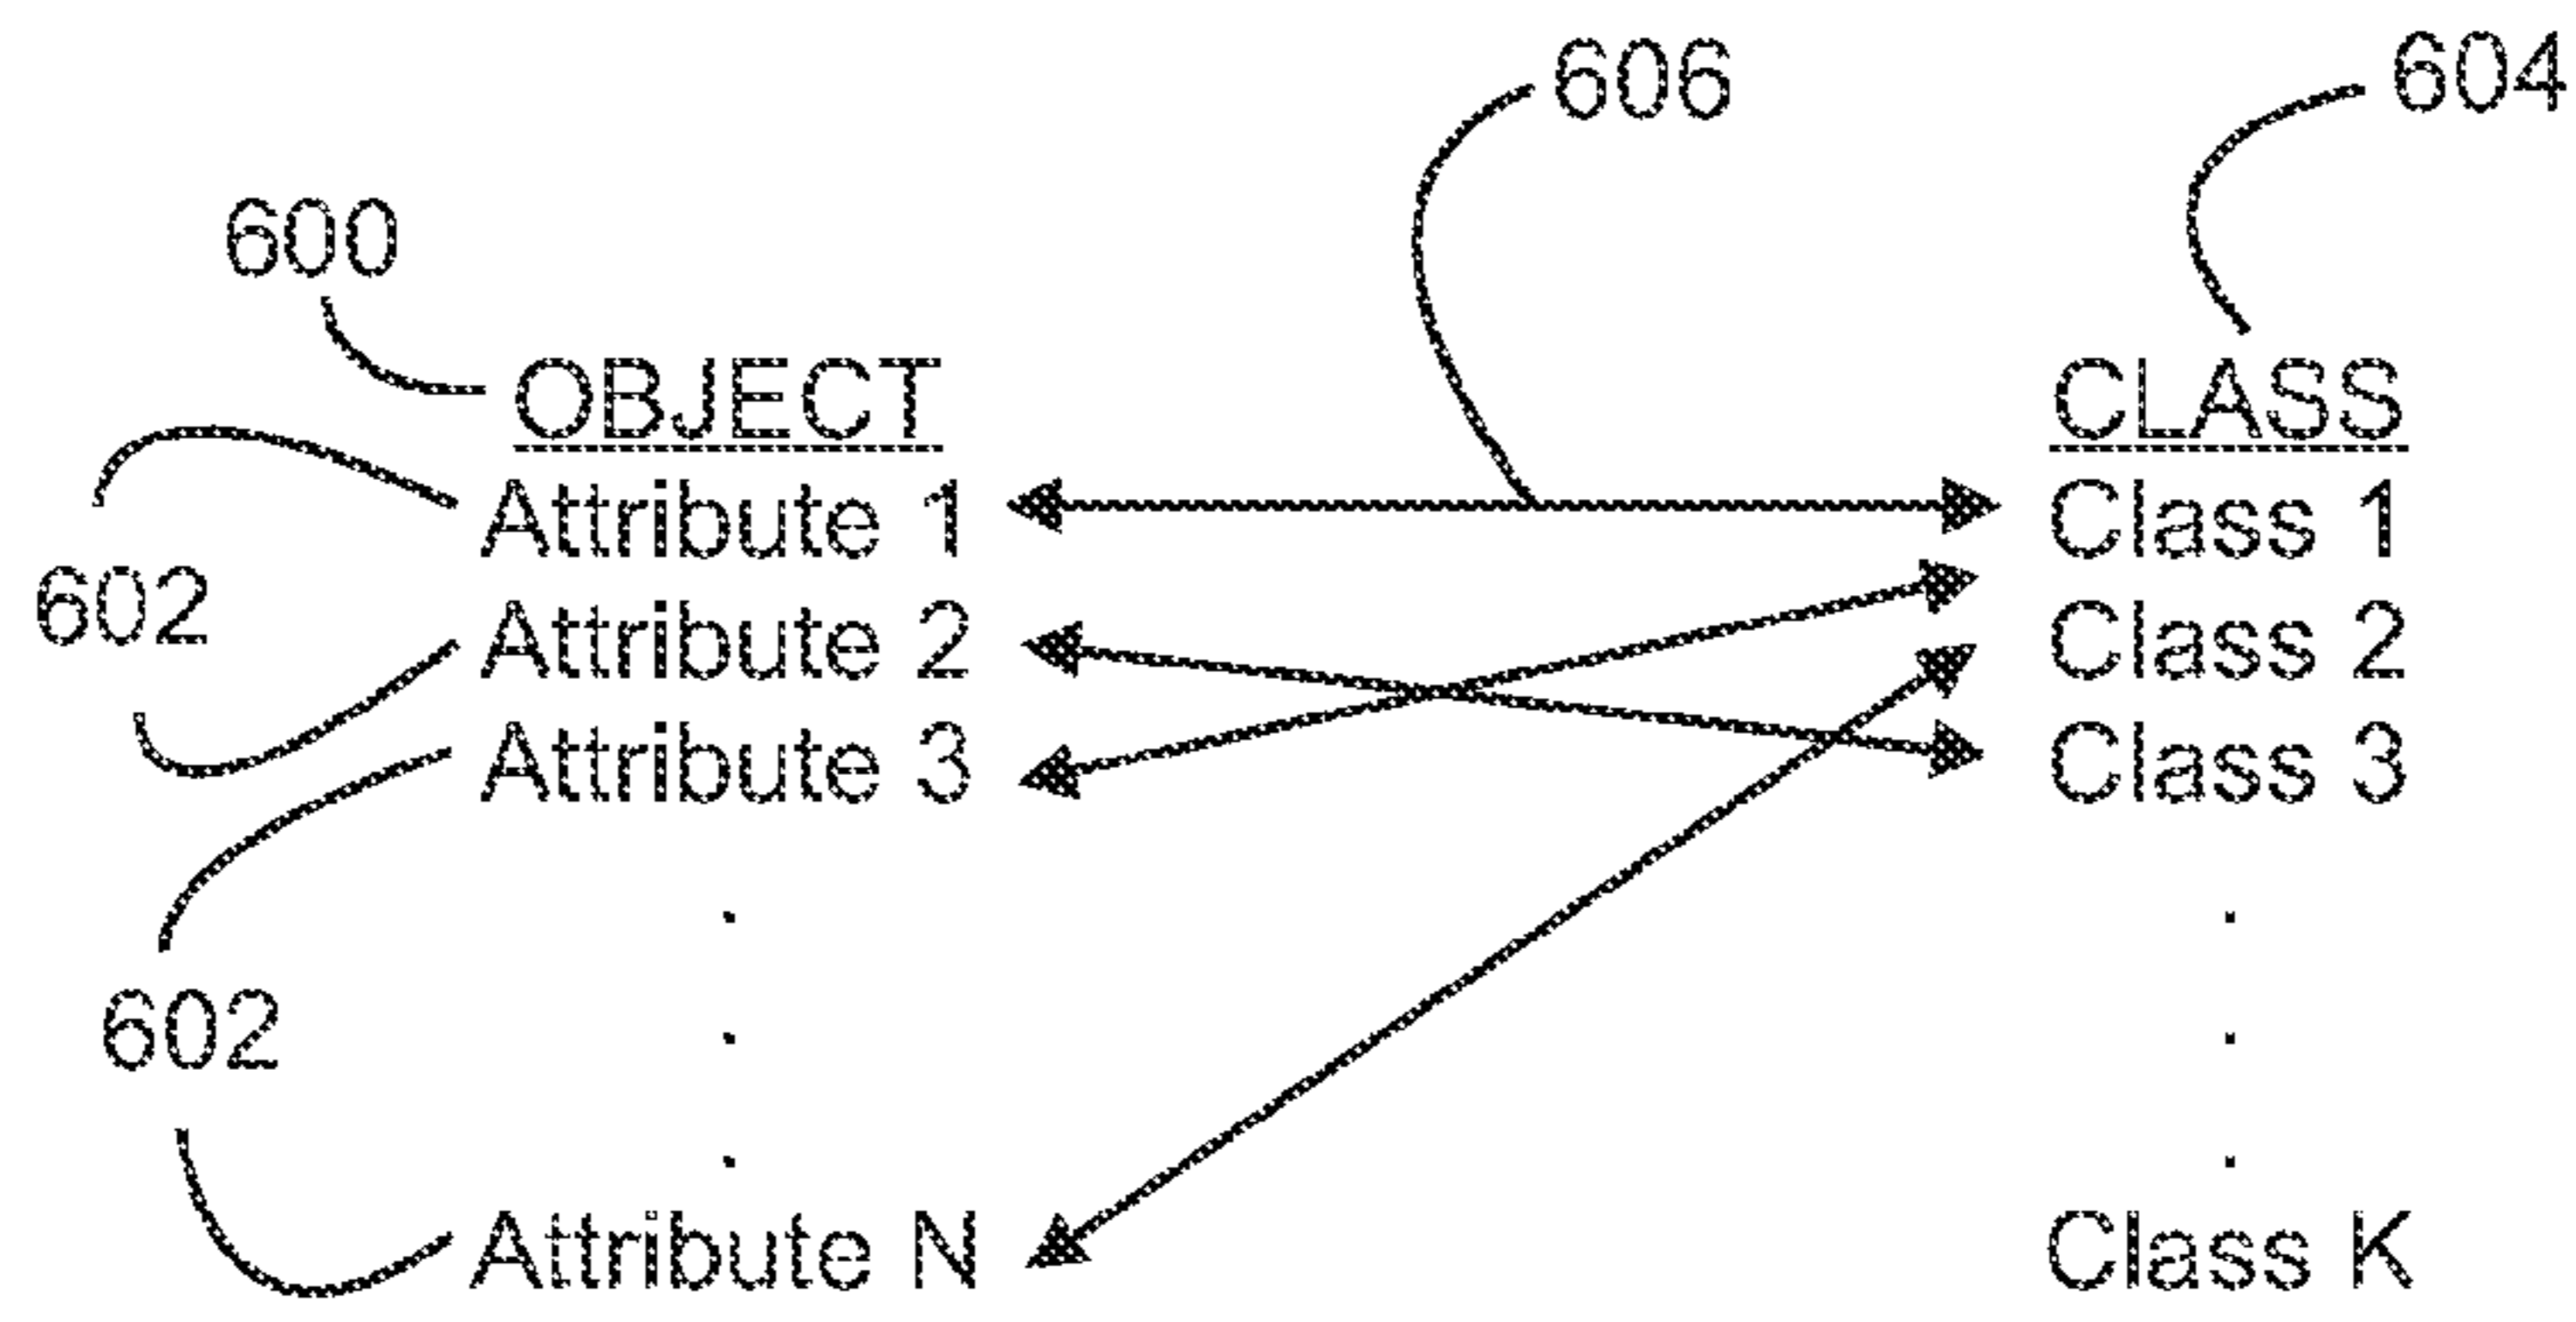 606
604
600
OBJECT
CLASS
Attribute 1
Class 1
602
Attribute 2
Class 2
Attribute 3
Class 3
.
.
602
.
.
.
.
Attribute N
Class K